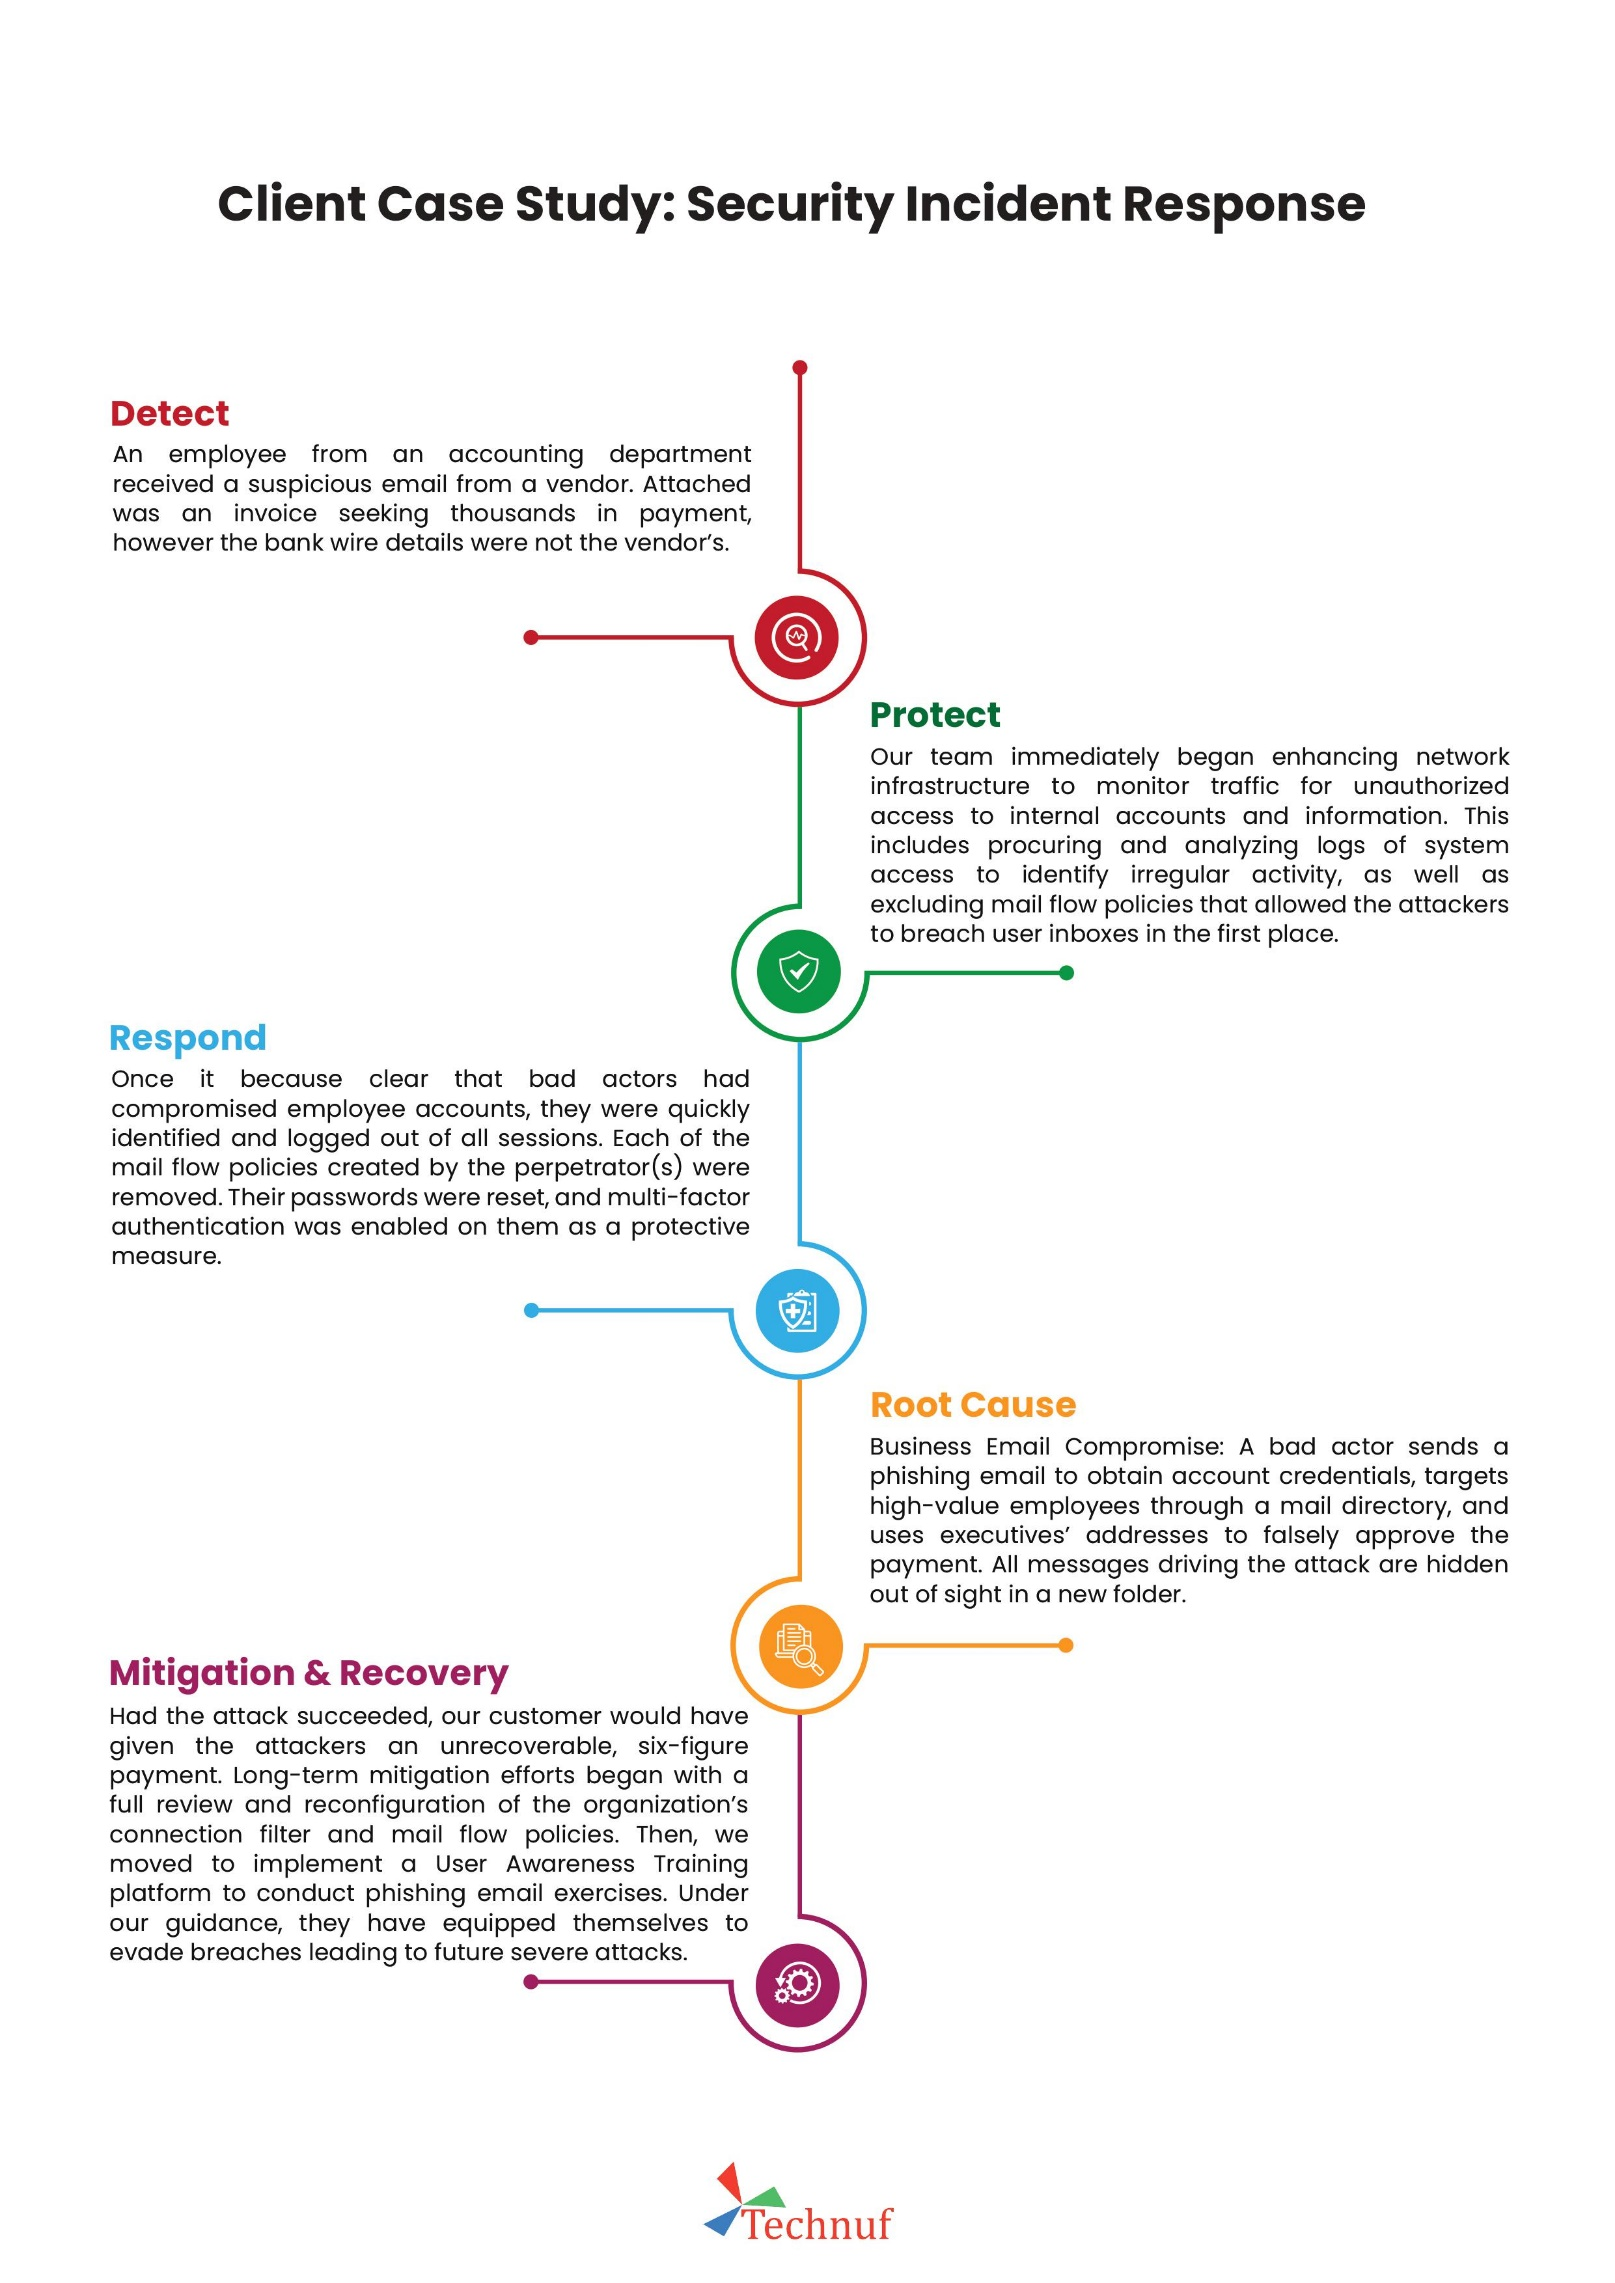 Client Case Study: Security Incident Response
Detect
An employee from an accounting department
received a suspicious email from a vendor. Attached
was an invoice seeking thousands in payment,
however the bank wire details were not the vendor's.
Protect
Our team immediately began enhancing network
infrastructure to monitor traffic for unauthorized
access to internal accounts and information. This
includes procuring and analyzing logs of system
access to identify irregular activity, as well as
excluding mail flow policies that allowed the attackers
to breach user inboxes in the first place.
Respond
Once it because clear that bad actors had
compromised employee accounts, they were quickly
identified and logged out of all sessions. Each of the
mail flow policies created by the perpetrator(s) were
removed. Their passwords were reset, and multi-factor
authentication was enabled on them as a protective
measure.
Root Cause
Business Email Compromise: A bad actor sends a
phishing email to obtain account credentials, targets
high-value employees through a mail directory, and
uses executives' addresses to falsely approve the
payment. All messages driving the attack are hidden
out of sight in a new folder.
Mitigation & Recovery
Had the attack succeeded, our customer would have
given the attackers an unrecoverable, six-figure
payment. Long-term mitigation efforts began with a
full review and reconfiguration of the organization's
connection filter and mail flow policies. Then, we
moved to implement a User Awareness Training
platform to conduct phishing email exercises. Under
our guidance, they have equipped themselves to
evade breaches leading to future severe attacks.
Technuf